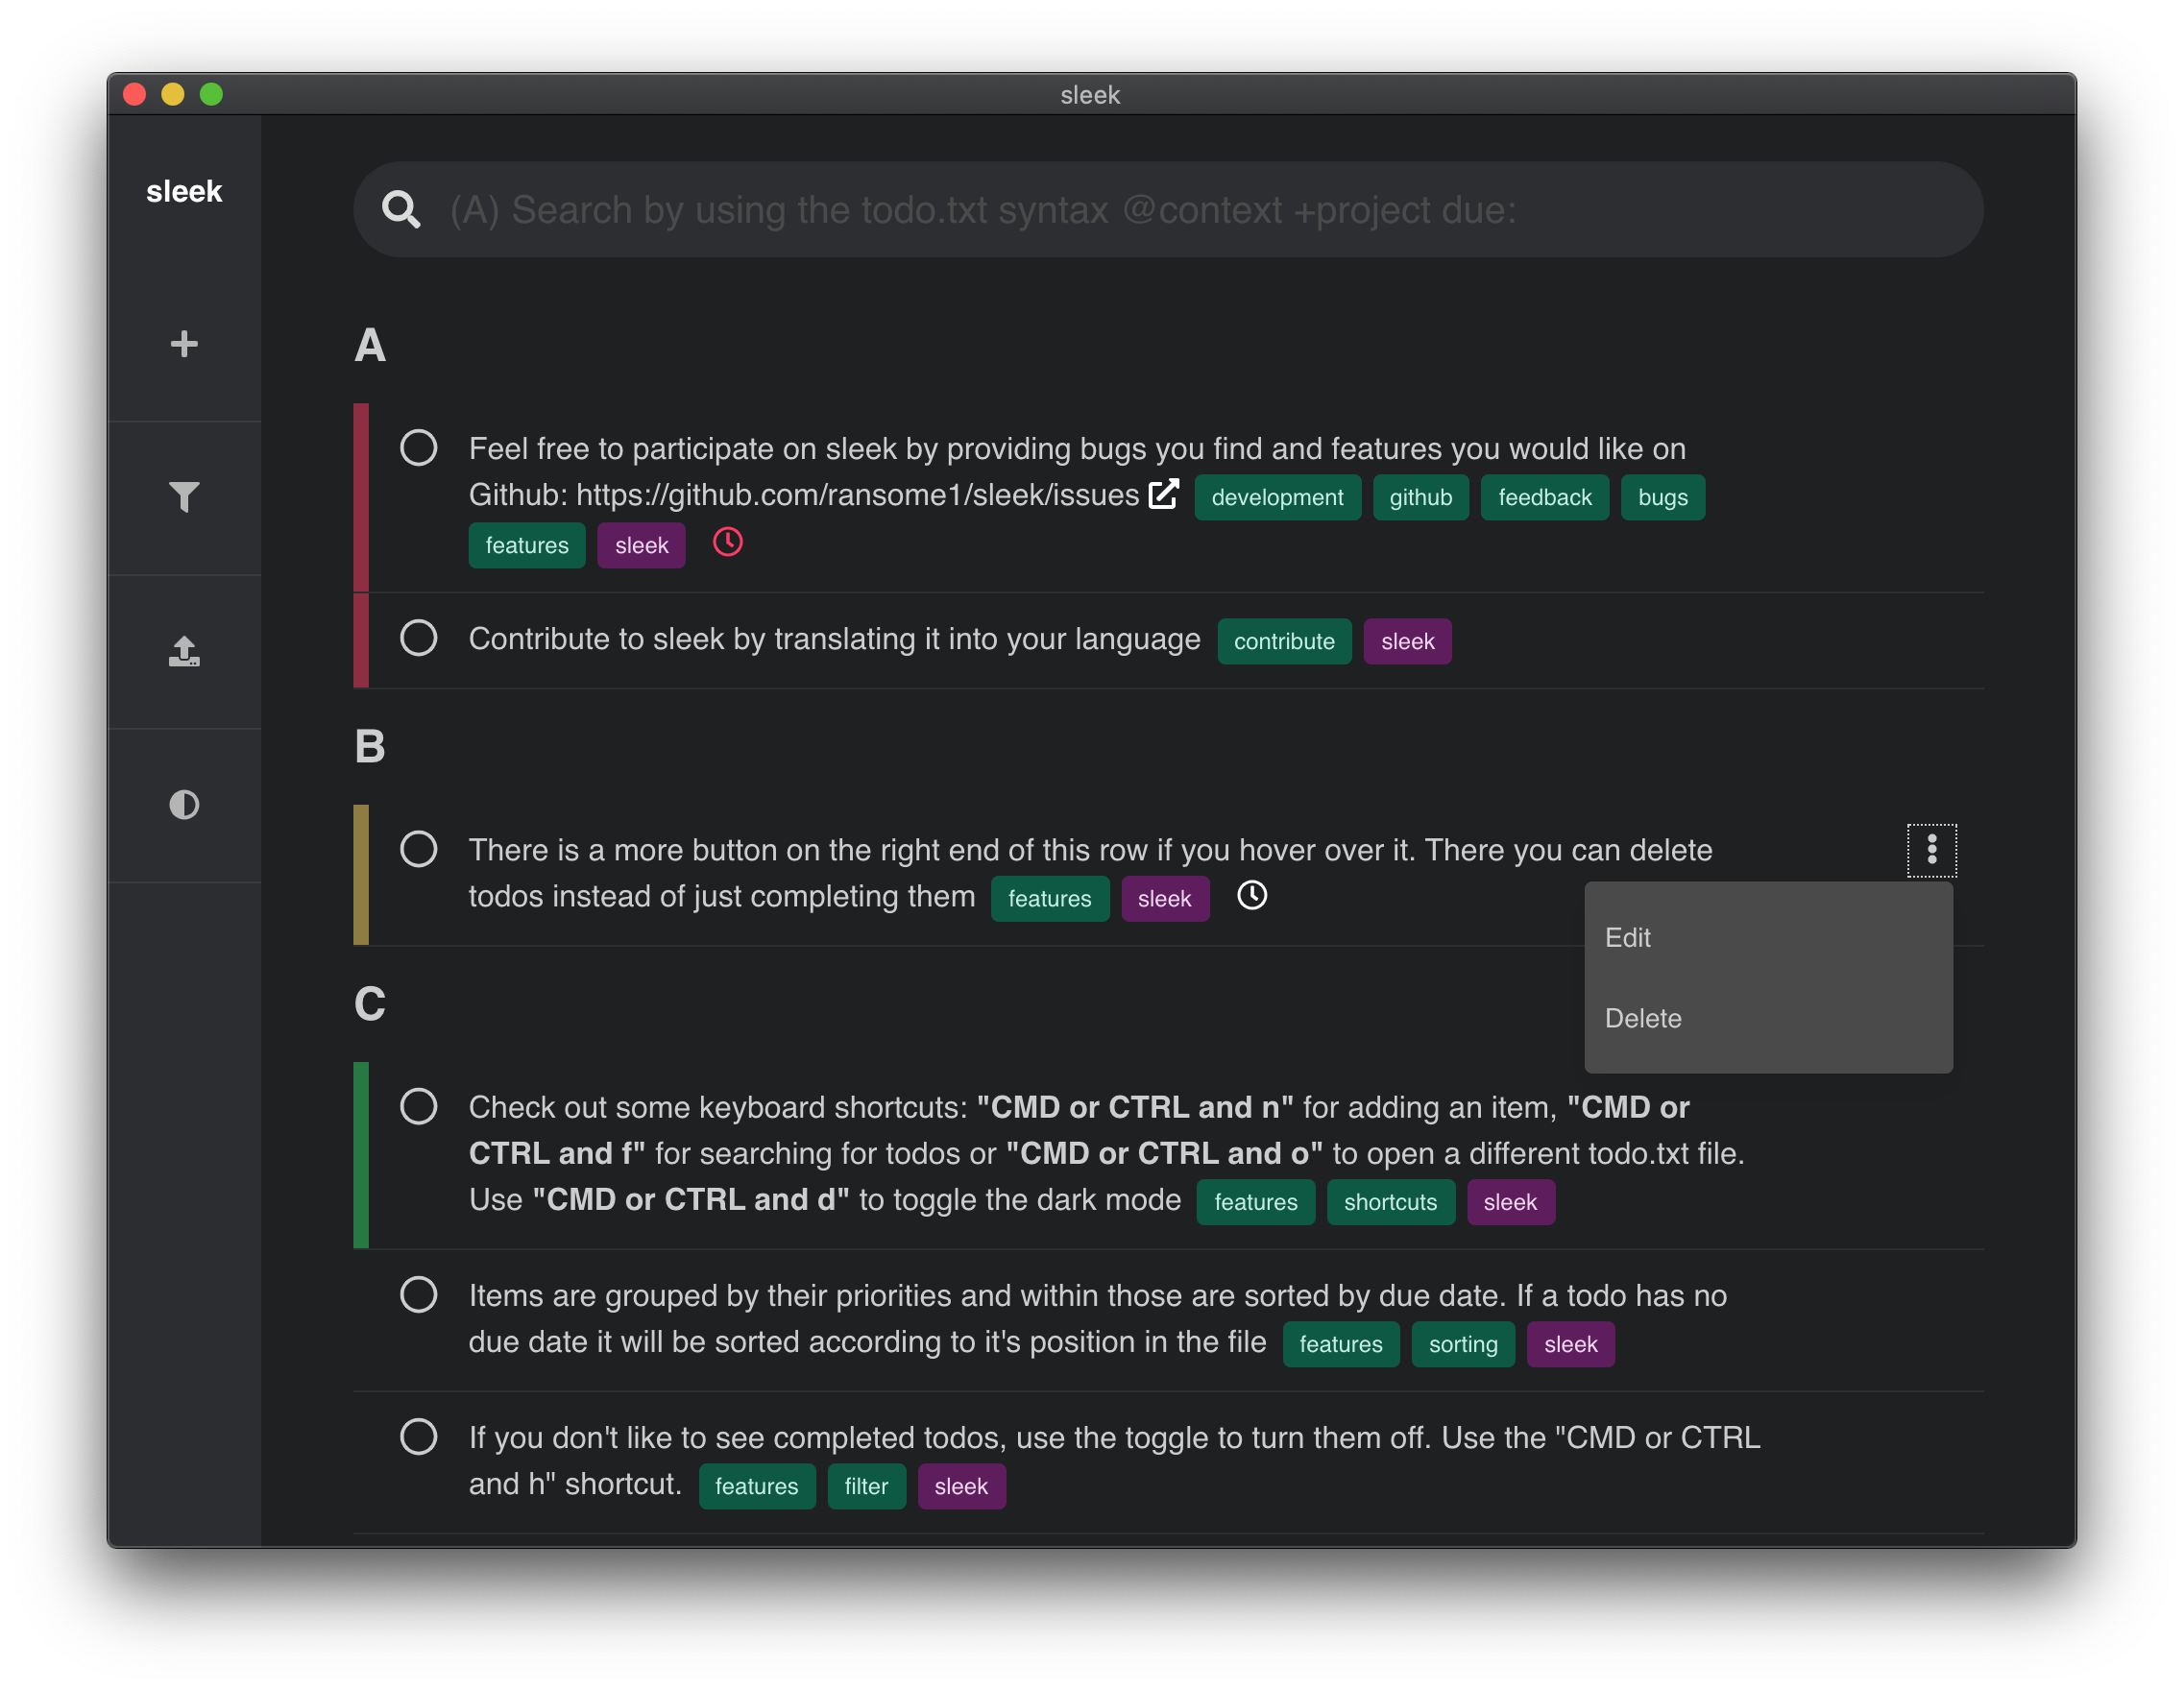 sleek
sleek
(A) Search by using the todo.txt syntax @context +project due:
A
Feel free to participate on sleek by providing bugs you find and features you would like on
Github: https://github.com/ransome1/sleek/issues development github feedback bugs
features sleek
Contribute to sleek by translating it into your language contribute sleek
B
There is a more button on the right end of this row if you hover over it. There you can delete
todos instead of just completing them features sleek
Edit
Delete
C
Check out some keyboard shortcuts: "CMD or CTRL and n" for adding an item, "CMD or
CTRL and f" for searching for todos or "CMD or CTRL and o" to open a different todo.txt file.
Use "CMD or CTRL and d" to toggle the dark mode features shortcuts sleek
Items are grouped by their priorities and within those are sorted by due date. If a todo has no
due date it will be sorted according to it's position in the file features sorting sleek
If you don't like to see completed todos, use the toggle to turn them off. Use the "CMD or CTRL
and h" shortcut. features filter sleek